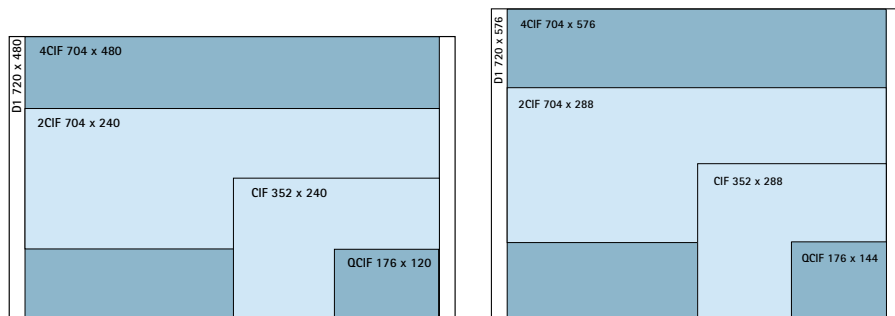 D1 720 x 480
4CIF 704 x 480
2CIF 704 x 240
CIF 352 x 240
QCIF 176 x 120
D1 720 x 576
4CIF 704 x 576
2CIF 704 x 288
CIF 352 x 288
QCIF 176 x 144